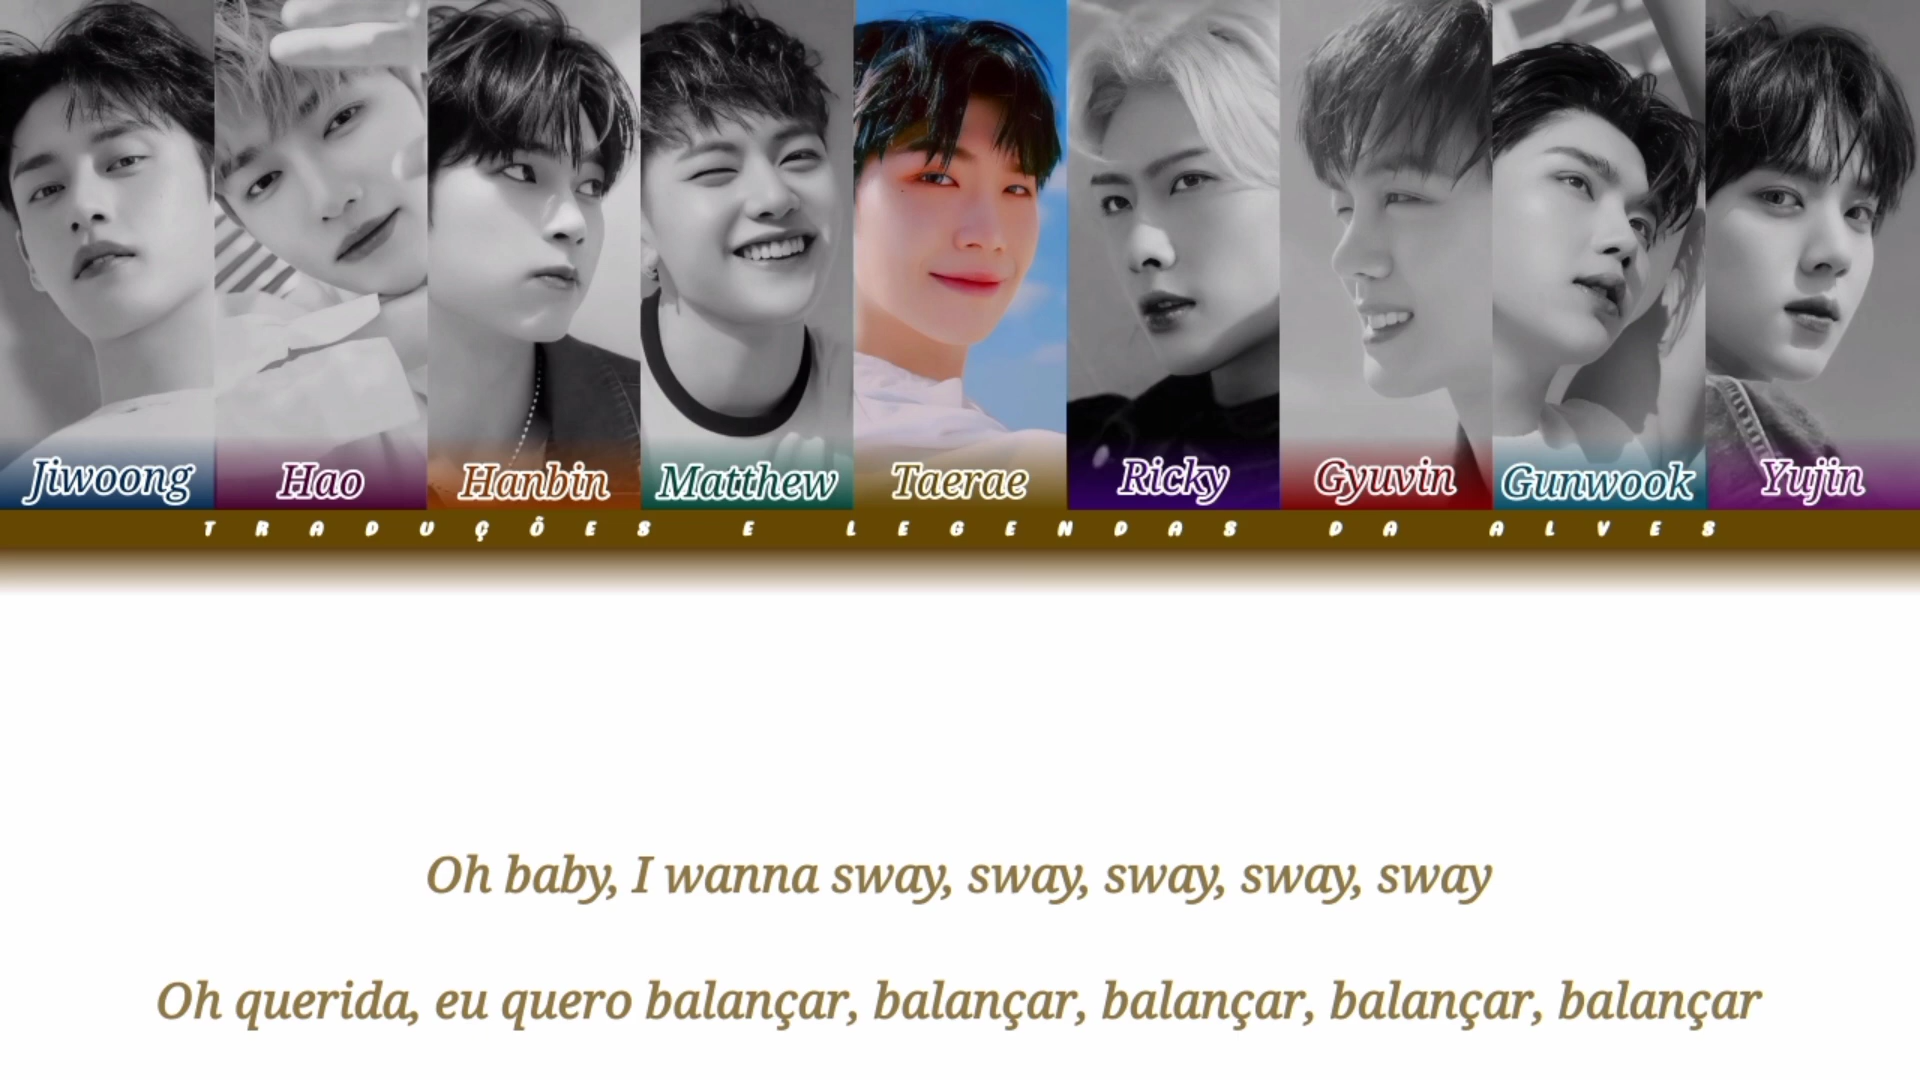 Jiwoong Hao Hanbin Matthew Taerae Ricky Gyuvin Gunwook Yujin
TRADUÇÕES E LEGENDAS DA ALVES
Oh baby, I wanna sway, sway, sway, sway, sway
Oh querida, eu quero balançar, balançar, balançar, balançar, balançar